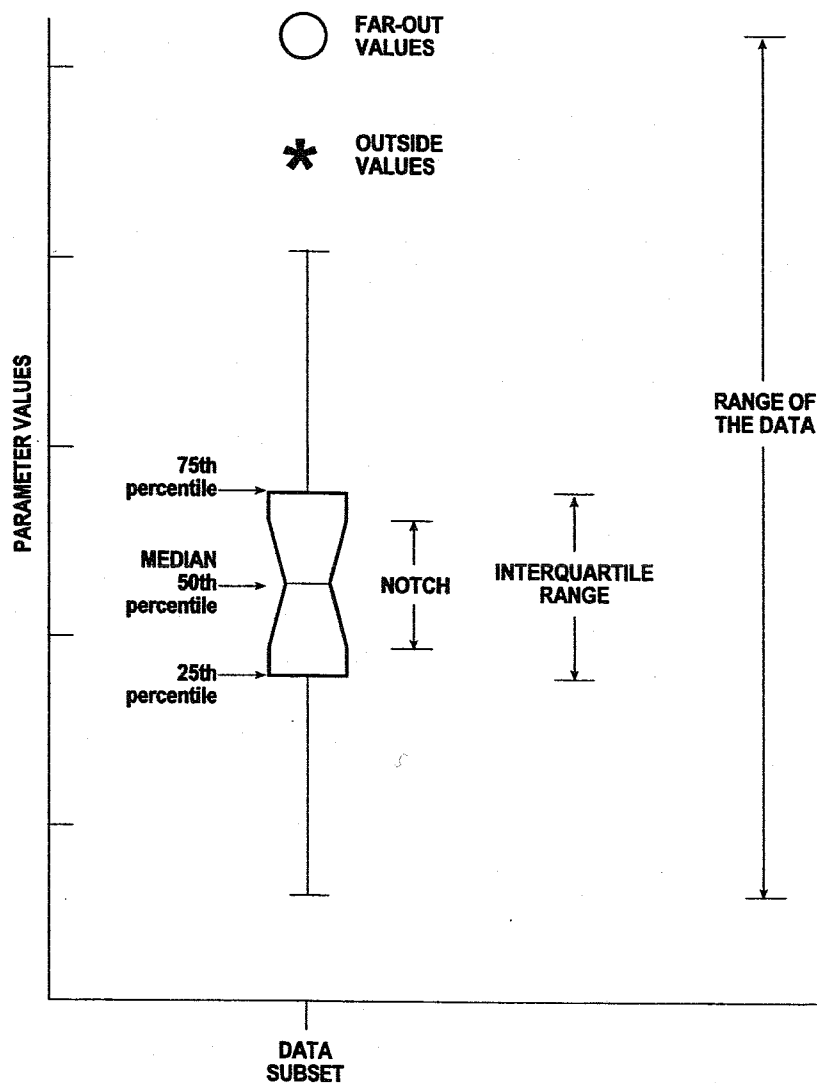 FAR-OUT
VALUES
OUTSIDE
VALUES
PARAMETER VALUES
RANGE OF
THE DATA
75th
percentile
MEDIAN
50th
percentile
NOTCH
INTERQUARTILE
RANGE
25th
percentile
DATA
SUBSET